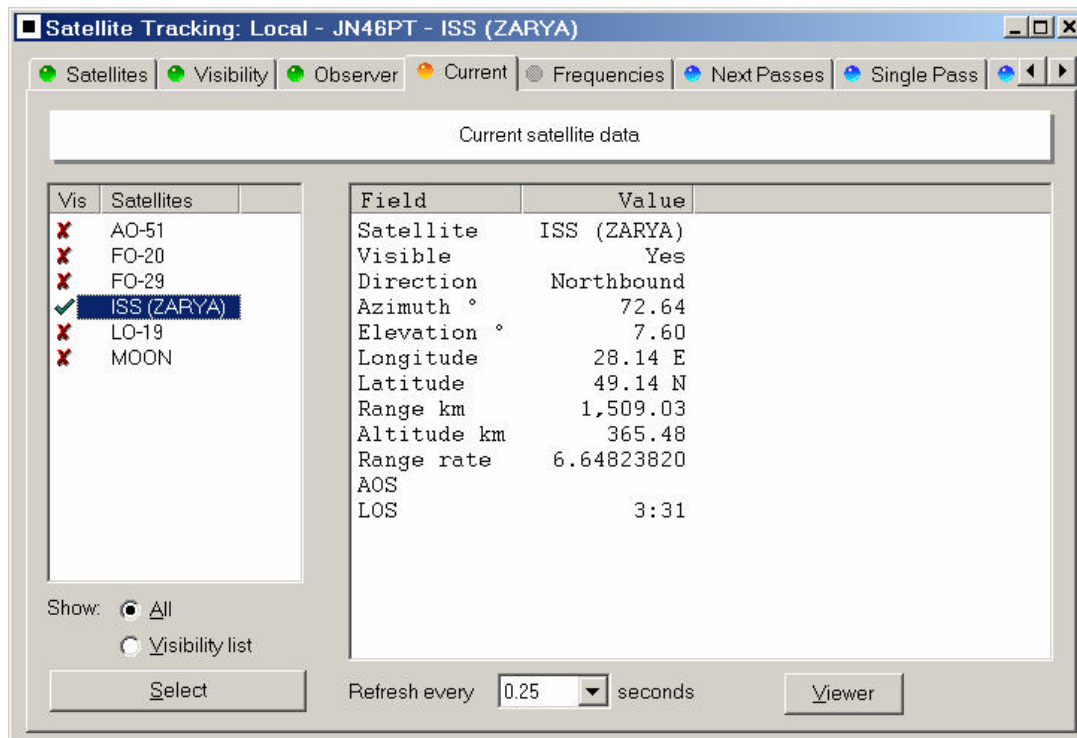 Satellite Tracking: Local - JN46PT - ISS (ZARYA)
Satellites Visibility Observer Current Frequencies Next Passes Single Pass
Current satellite data
Vis Satellites
AO-51
FO-20
FO-29
ISS (ZARYA)
LO-19
MOON
Field Value
Satellite ISS (ZARYA)
Visible Yes
Direction Northbound
Azimuth ° 72.64
Elevation ° 7.60
Longitude 28.14 E
Latitude 49.14 N
Range km 1,509.03
Altitude km 365.48
Range rate 6.64823820
AOS
LOS 3:31
Show: All
Visibility list
Select
Refresh every 0.25 seconds
Viewer